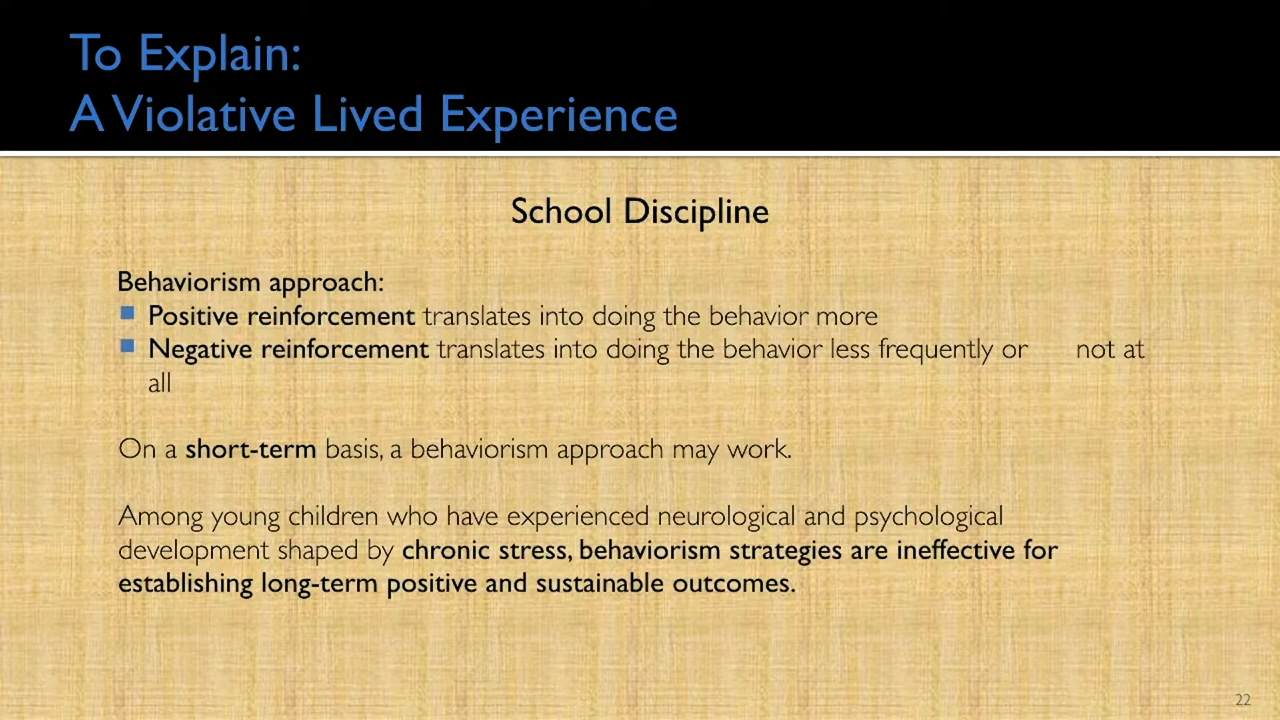 To Explain:
A Violative Lived Experience
School Discipline
Behaviorism approach:
Positive reinforcement translates into doing the behavior more
Negative reinforcement translates into doing the behavior less frequently or not at
all
On a short-term basis, a behaviorism approach may work.
Among young children who have experienced neurological and psychological
development shaped by chronic stress, behaviorism strategies are ineffective for
establishing long-term positive and sustainable outcomes.
22